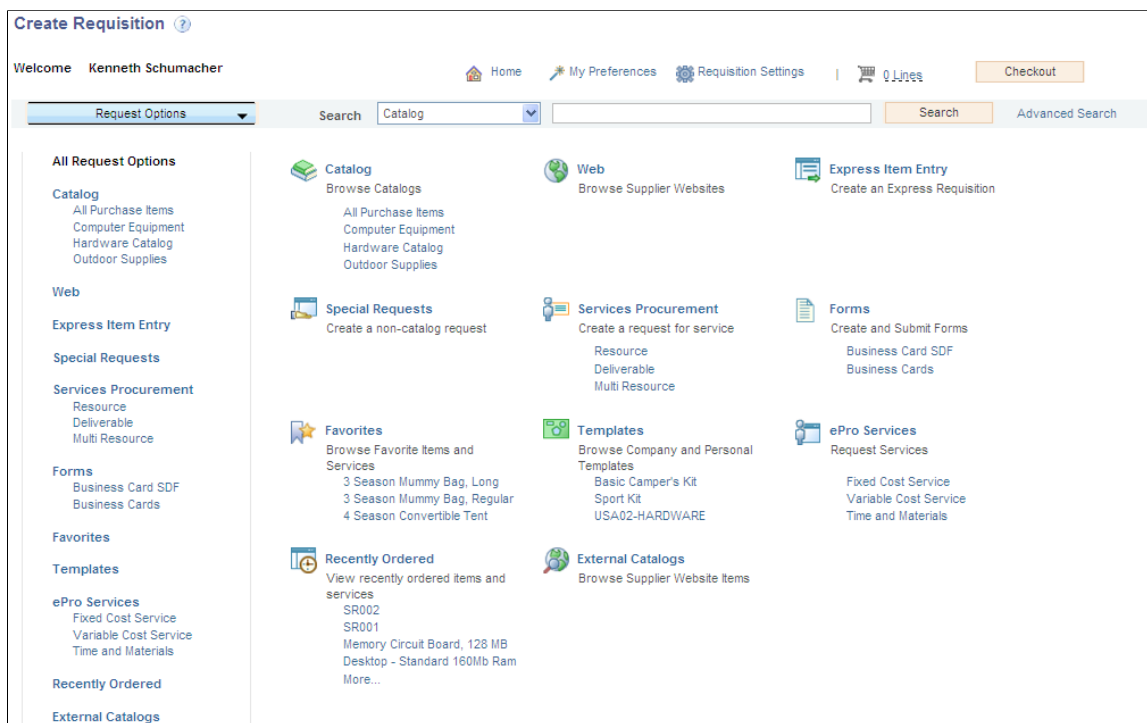 Create Requisition ?
Welcome Kenneth Schumacher
Home My Preferences Requisition Settings | 0 Lines Checkout
Request Options Search Catalog Search Advanced Search
All Request Options
Catalog
All Purchase Items
Computer Equipment
Hardware Catalog
Outdoor Supplies
Web
Express Item Entry
Special Requests
Services Procurement
Resource
Deliverable
Multi Resource
Forms
Business Card SDF
Business Cards
Favorites
Templates
ePro Services
Fixed Cost Service
Variable Cost Service
Time and Materials
Recently Ordered
External Catalogs
Catalog
Browse Catalogs
All Purchase Items
Computer Equipment
Hardware Catalog
Outdoor Supplies
Web
Browse Supplier Websites
Express Item Entry
Create an Express Requisition
Special Requests
Create a non-catalog request
Services Procurement
Create a request for service
Resource
Deliverable
Multi Resource
Forms
Create and Submit Forms
Business Card SDF
Business Cards
Favorites
Browse Favorite Items and
Services
3 Season Mummy Bag, Long
3 Season Mummy Bag, Regular
4 Season Convertible Tent
Templates
Browse Company and Personal
Templates
Basic Camper's Kit
Sport Kit
USA02-HARDWARE
ePro Services
Request Services
Fixed Cost Service
Variable Cost Service
Time and Materials
Recently Ordered
View recently ordered items and
services
SR002
SR001
Memory Circuit Board, 128 MB
Desktop - Standard 160Mb Ram
More...
External Catalogs
Browse Supplier Website Items